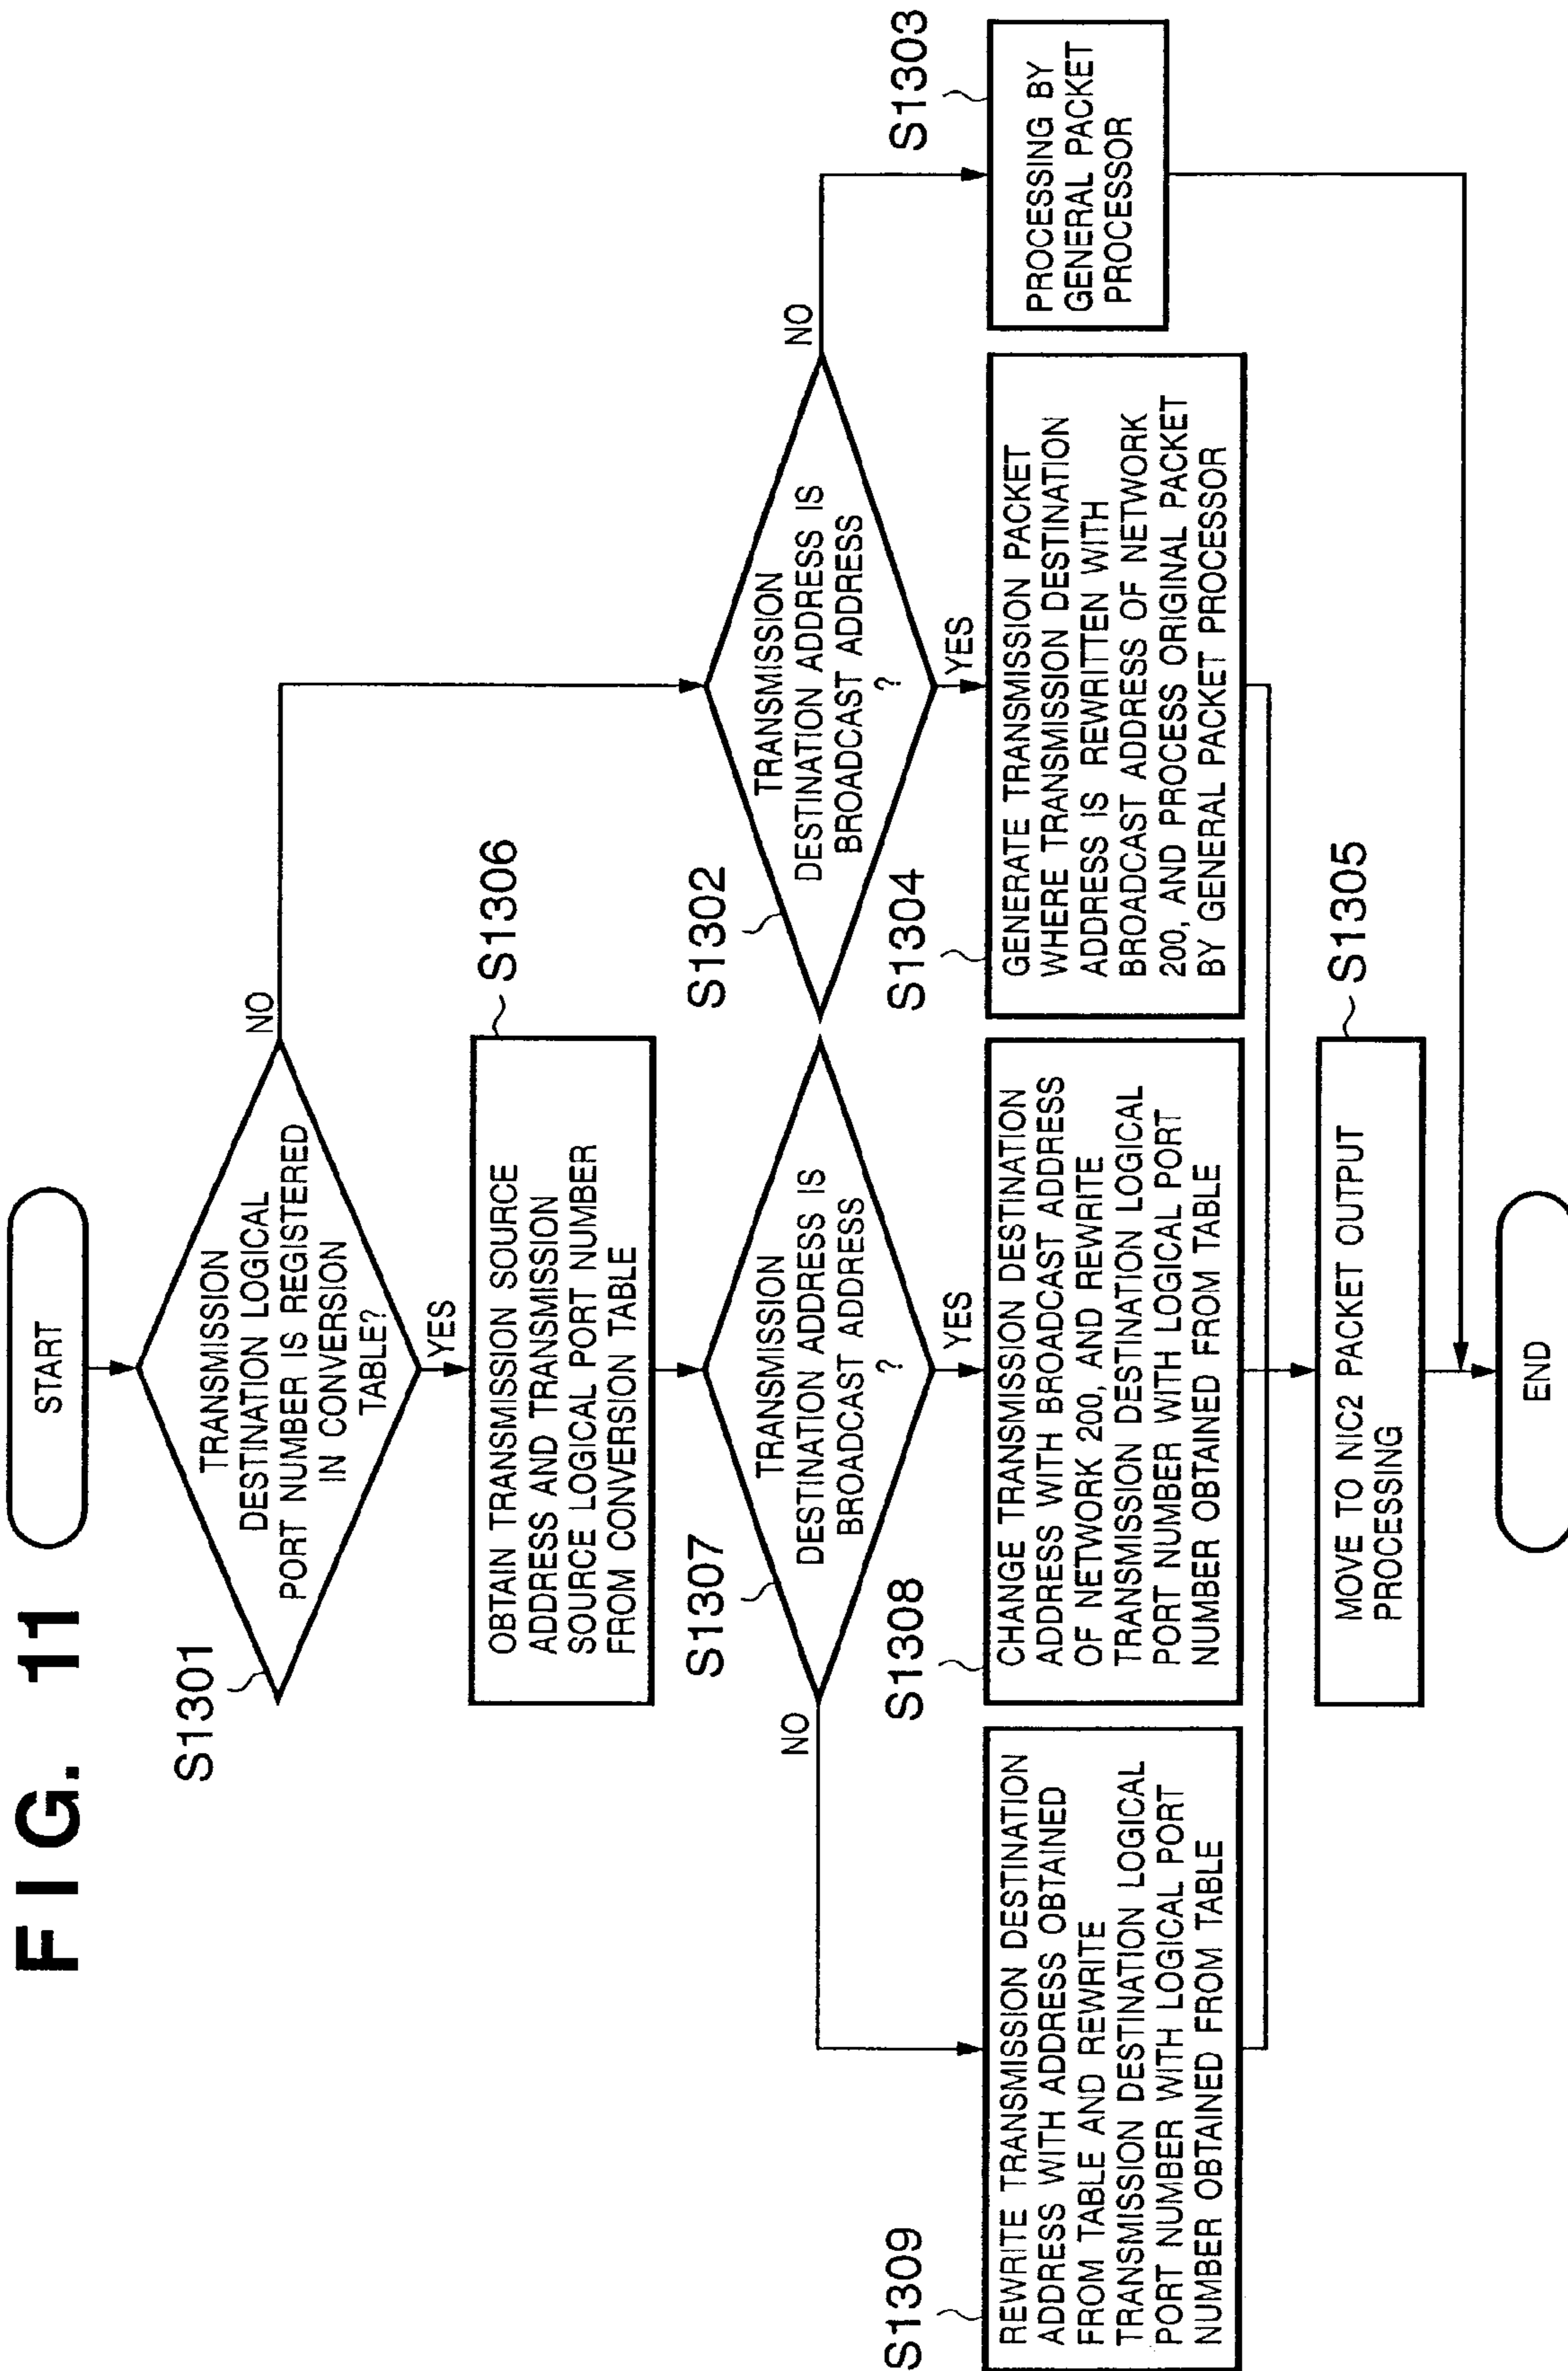 FIG. 11
START
S1301
TRANSMISSION
DESTINATION LOGICAL
PORT NUMBER IS REGISTERED
IN CONVERSION
TABLE?
NO
YES
S1306
OBTAIN TRANSMISSION SOURCE
ADDRESS AND TRANSMISSION
SOURCE LOGICAL PORT NUMBER
FROM CONVERSION TABLE
S1307
TRANSMISSION
DESTINATION ADDRESS IS
BROADCAST ADDRESS
?
NO
YES
S1302
TRANSMISSION
DESTINATION ADDRESS IS
BROADCAST ADDRESS
?
NO
YES
S1309
REWRITE TRANSMISSION DESTINATION
ADDRESS WITH ADDRESS OBTAINED
FROM TABLE AND REWRITE
TRANSMISSION DESTINATION LOGICAL
PORT NUMBER WITH LOGICAL PORT
NUMBER OBTAINED FROM TABLE
S1308
CHANGE TRANSMISSION DESTINATION
ADDRESS WITH BROADCAST ADDRESS
OF NETWORK 200, AND REWRITE
TRANSMISSION DESTINATION LOGICAL
PORT NUMBER WITH LOGICAL PORT
NUMBER OBTAINED FROM TABLE
S1304
GENERATE TRANSMISSION PACKET
WHERE TRANSMISSION DESTINATION
ADDRESS IS REWRITTEN WITH
BROADCAST ADDRESS OF NETWORK
200, AND PROCESS ORIGINAL PACKET
BY GENERAL PACKET PROCESSOR
S1303
PROCESSING BY
GENERAL PACKET
PROCESSOR
S1305
MOVE TO NIC2 PACKET OUTPUT
PROCESSING
END